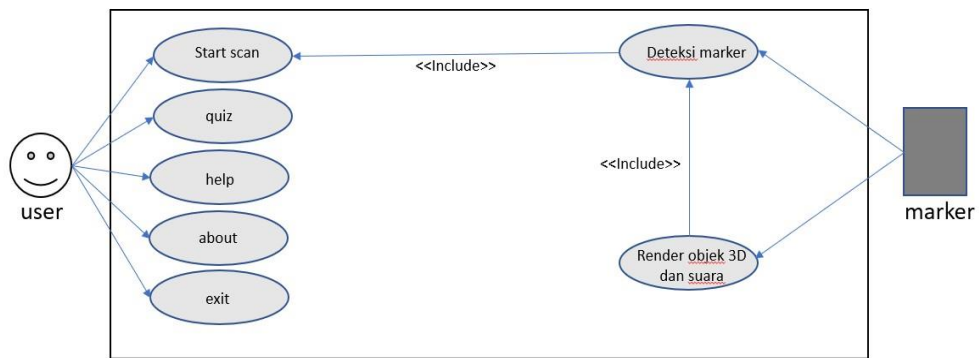 Start scan
<<Include>>
Deteksi marker
quiz
<<Include>>
help
user
marker
about
Render objek 3D
dan suara
exit